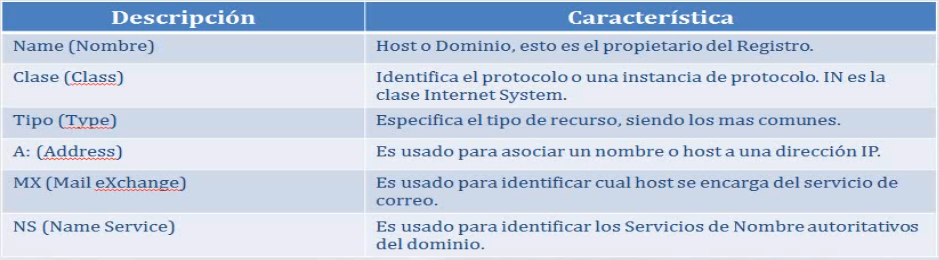 Descripción Característica
Name (Nombre) Host o Dominio, esto es el propietario del Registro.
Clase (Class) Identifica el protocolo o una instancia de protocolo. IN es la
clase Internet System.
Tipo (Type) Especifica el tipo de recurso, siendo los mas comunes.
A: (Address) Es usado para asociar un nombre o host a una dirección IP.
MX (Mail eXchange) Es usado para identificar cual host se encarga del servicio de
correo.
NS (Name Service) Es usado para identificar los Servicios de Nombre autoritativos
del dominio.